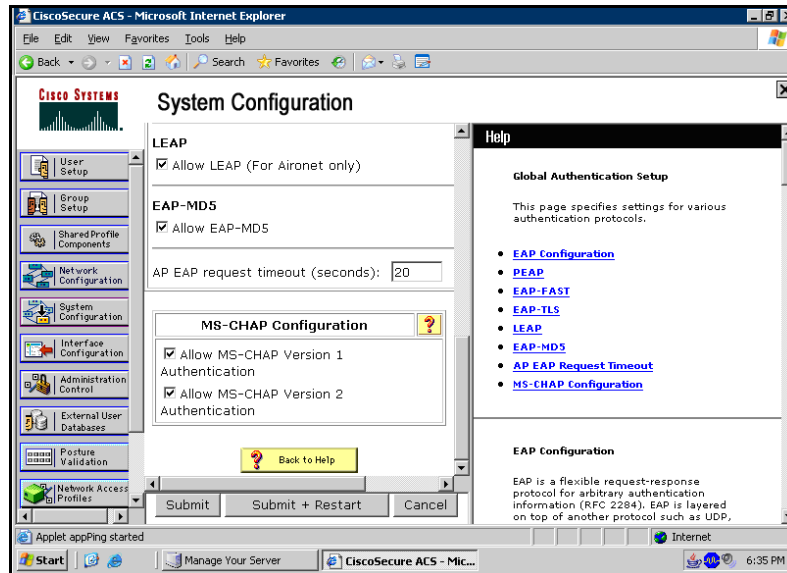 CiscoSecure ACS - Microsoft Internet Explorer
File Edit View Favorites Tools Help
Back Search Favorites
CISCO SYSTEMS
System Configuration
User Setup
Group Setup
Shared Profile Components
Network Configuration
System Configuration
Interface Configuration
Administration Control
External User Databases
Posture Validation
Network Access Profiles
LEAP
Allow LEAP (For Aironet only)
EAP-MD5
Allow EAP-MD5
AP EAP request timeout (seconds): 20
MS-CHAP Configuration ?
Allow MS-CHAP Version 1
Authentication
Allow MS-CHAP Version 2
Authentication
? Back to Help
Submit Submit + Restart Cancel
Help
Global Authentication Setup
This page specifies settings for various
authentication protocols.
EAP Configuration
PEAP
EAP-FAST
EAP-TLS
LEAP
EAP-MD5
AP EAP Request Timeout
MS-CHAP Configuration
EAP Configuration
EAP is a flexible request-response
protocol for arbitrary authentication
information (RFC 2284). EAP is layered
on top of another protocol such as UDP,
Applet appPing started Internet
Start Manage Your Server CiscoSecure ACS - Mic... 6:35 PM